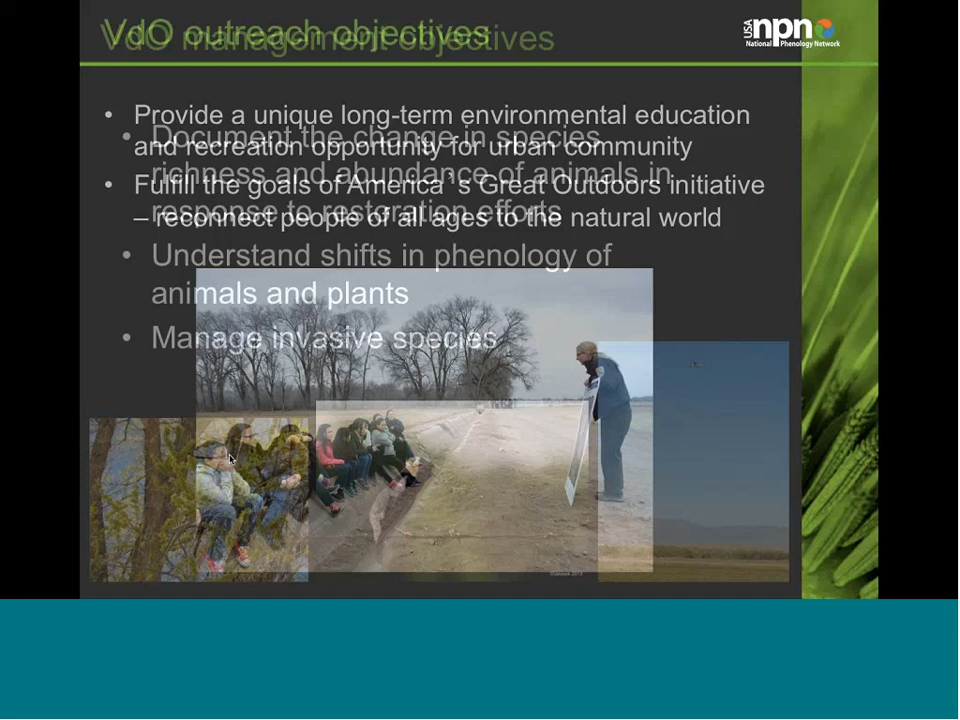 VdO outreach objectives
VdO management objectives
USA
npn
National Phenology Network
• Provide a unique long-term environmental education
and recreation opportunity for urban community
• Fulfill the goals of America's Great Outdoors initiative
– reconnect people of all ages to the natural world
• Document the change in species
richness and abundance of animals in
response to restoration efforts
• Understand shifts in phenology of
animals and plants
• Manage invasive species